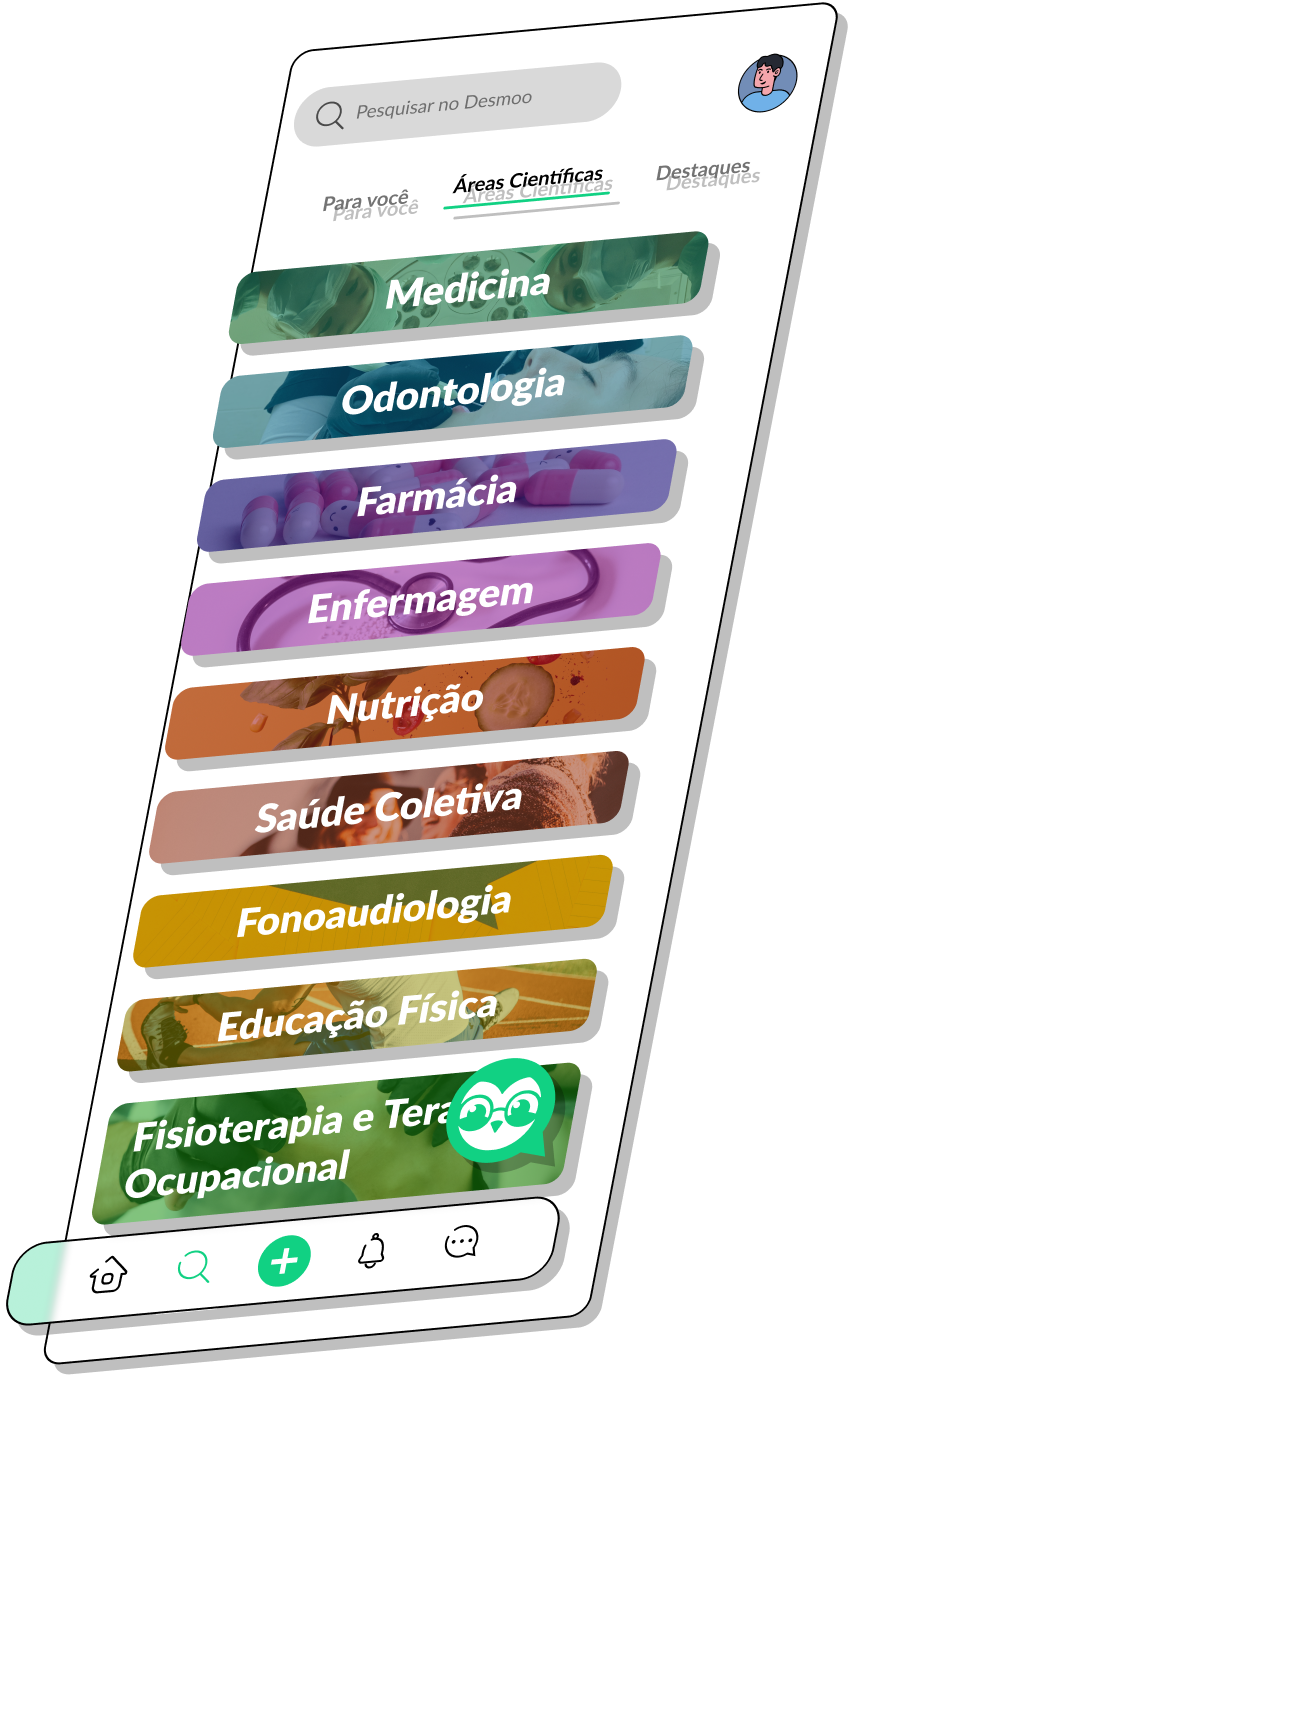 Pesquisar no Desmoo
Para você
Áreas Científicas
Destaques
Medicina
Odontologia
Farmácia
Enfermagem
Nutrição
Saúde Coletiva
Fonoaudiologia
Educação Física
Fisioterapia e Tera
Ocupacional